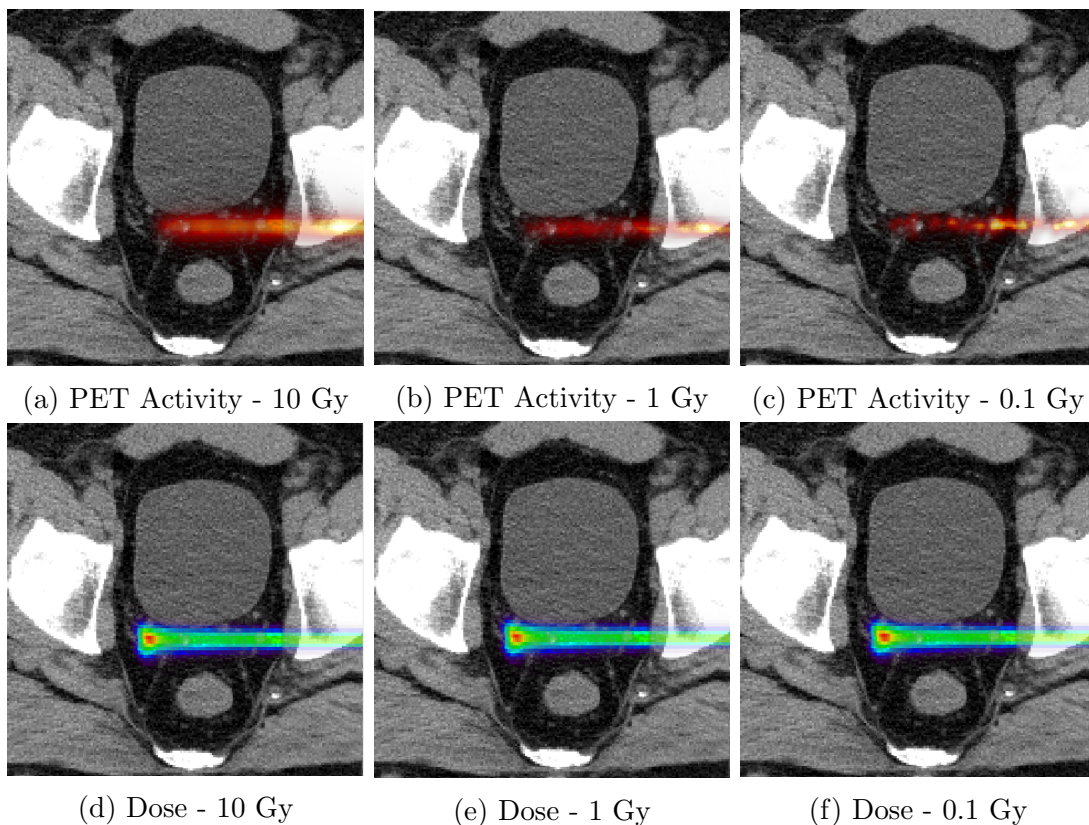 (a) PET Activity - 10 Gy
(b) PET Activity - 1 Gy
(c) PET Activity - 0.1 Gy
(d) Dose - 10 Gy
(e) Dose - 1 Gy
(f) Dose - 0.1 Gy